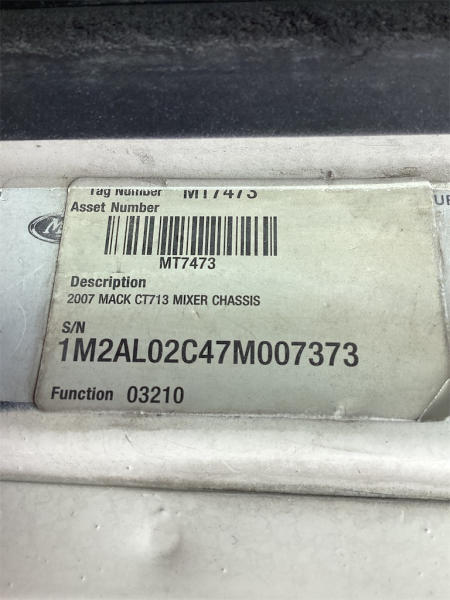 Tag Number MT7473
Asset Number
MT7473
Description
2007 MACK CT713 MIXER CHASSIS
S/N
1M2AL02C47M007373
Function 03210